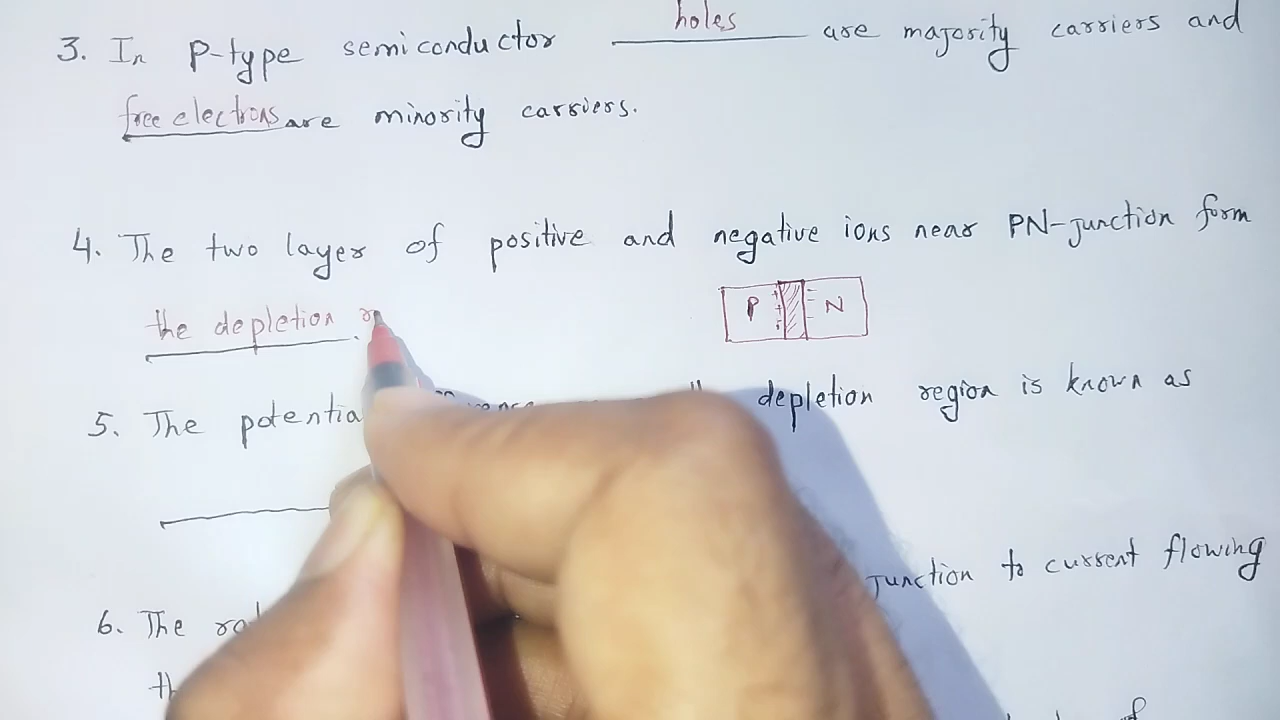 3. In P-type semiconductor holes are majority carriers and
free electrons are minority carriers.
4. The two layer of positive and negative ions near PN-junction form
the depletion r
P N
5. The potential depletion region is known as
6. The junction to current flowing
of